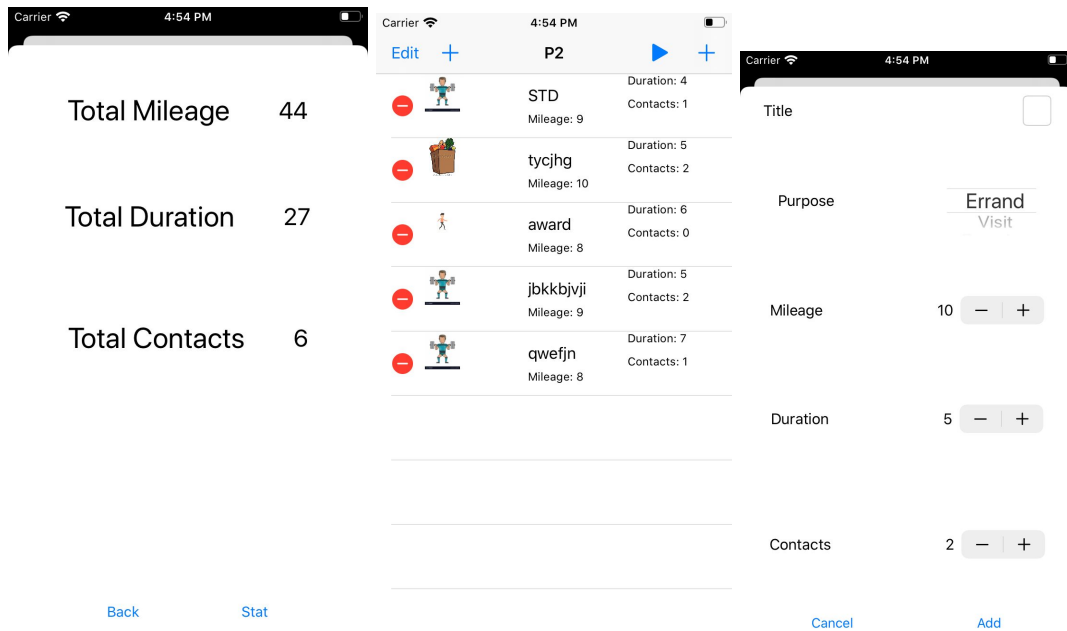 Carrier 4:54 PM
Total Mileage 44
Total Duration 27
Total Contacts 6
Back Stat
Carrier 4:54 PM
Edit + P2 +
STD
Mileage: 9
Duration: 4
Contacts: 1
tycjhg
Mileage: 10
Duration: 5
Contacts: 2
award
Mileage: 8
Duration: 6
Contacts: 0
jbkkbjvji
Mileage: 9
Duration: 5
Contacts: 2
qwefjn
Mileage: 8
Duration: 7
Contacts: 1
Carrier 4:54 PM
Title
Purpose Errand
Visit
Mileage 10 − +
Duration 5 − +
Contacts 2 − +
Cancel Add